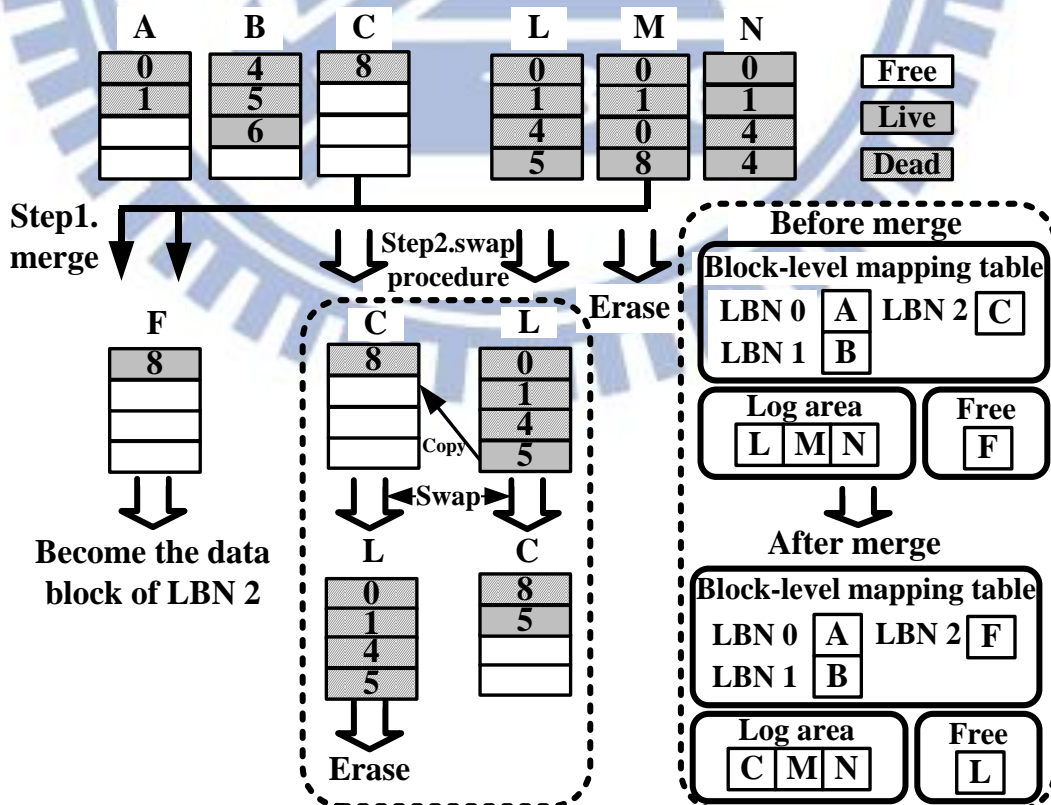 A B C L M N
0 4 8 0 0 0 Free
1 5 1 1 1
6 4 0 4 Live
5 8 4 Dead
Step1.
merge
Step2.swap
procedure
Erase
F
8
C L
8 0
1
4
5
Copy
Swap
Become the data
block of LBN 2
L C
0 8
1 5
4
5
Erase
Before merge
Block-level mapping table
LBN 0 A LBN 2 C
LBN 1 B
Log area Free
L M N F
After merge
Block-level mapping table
LBN 0 A LBN 2 F
LBN 1 B
Log area Free
C M N L